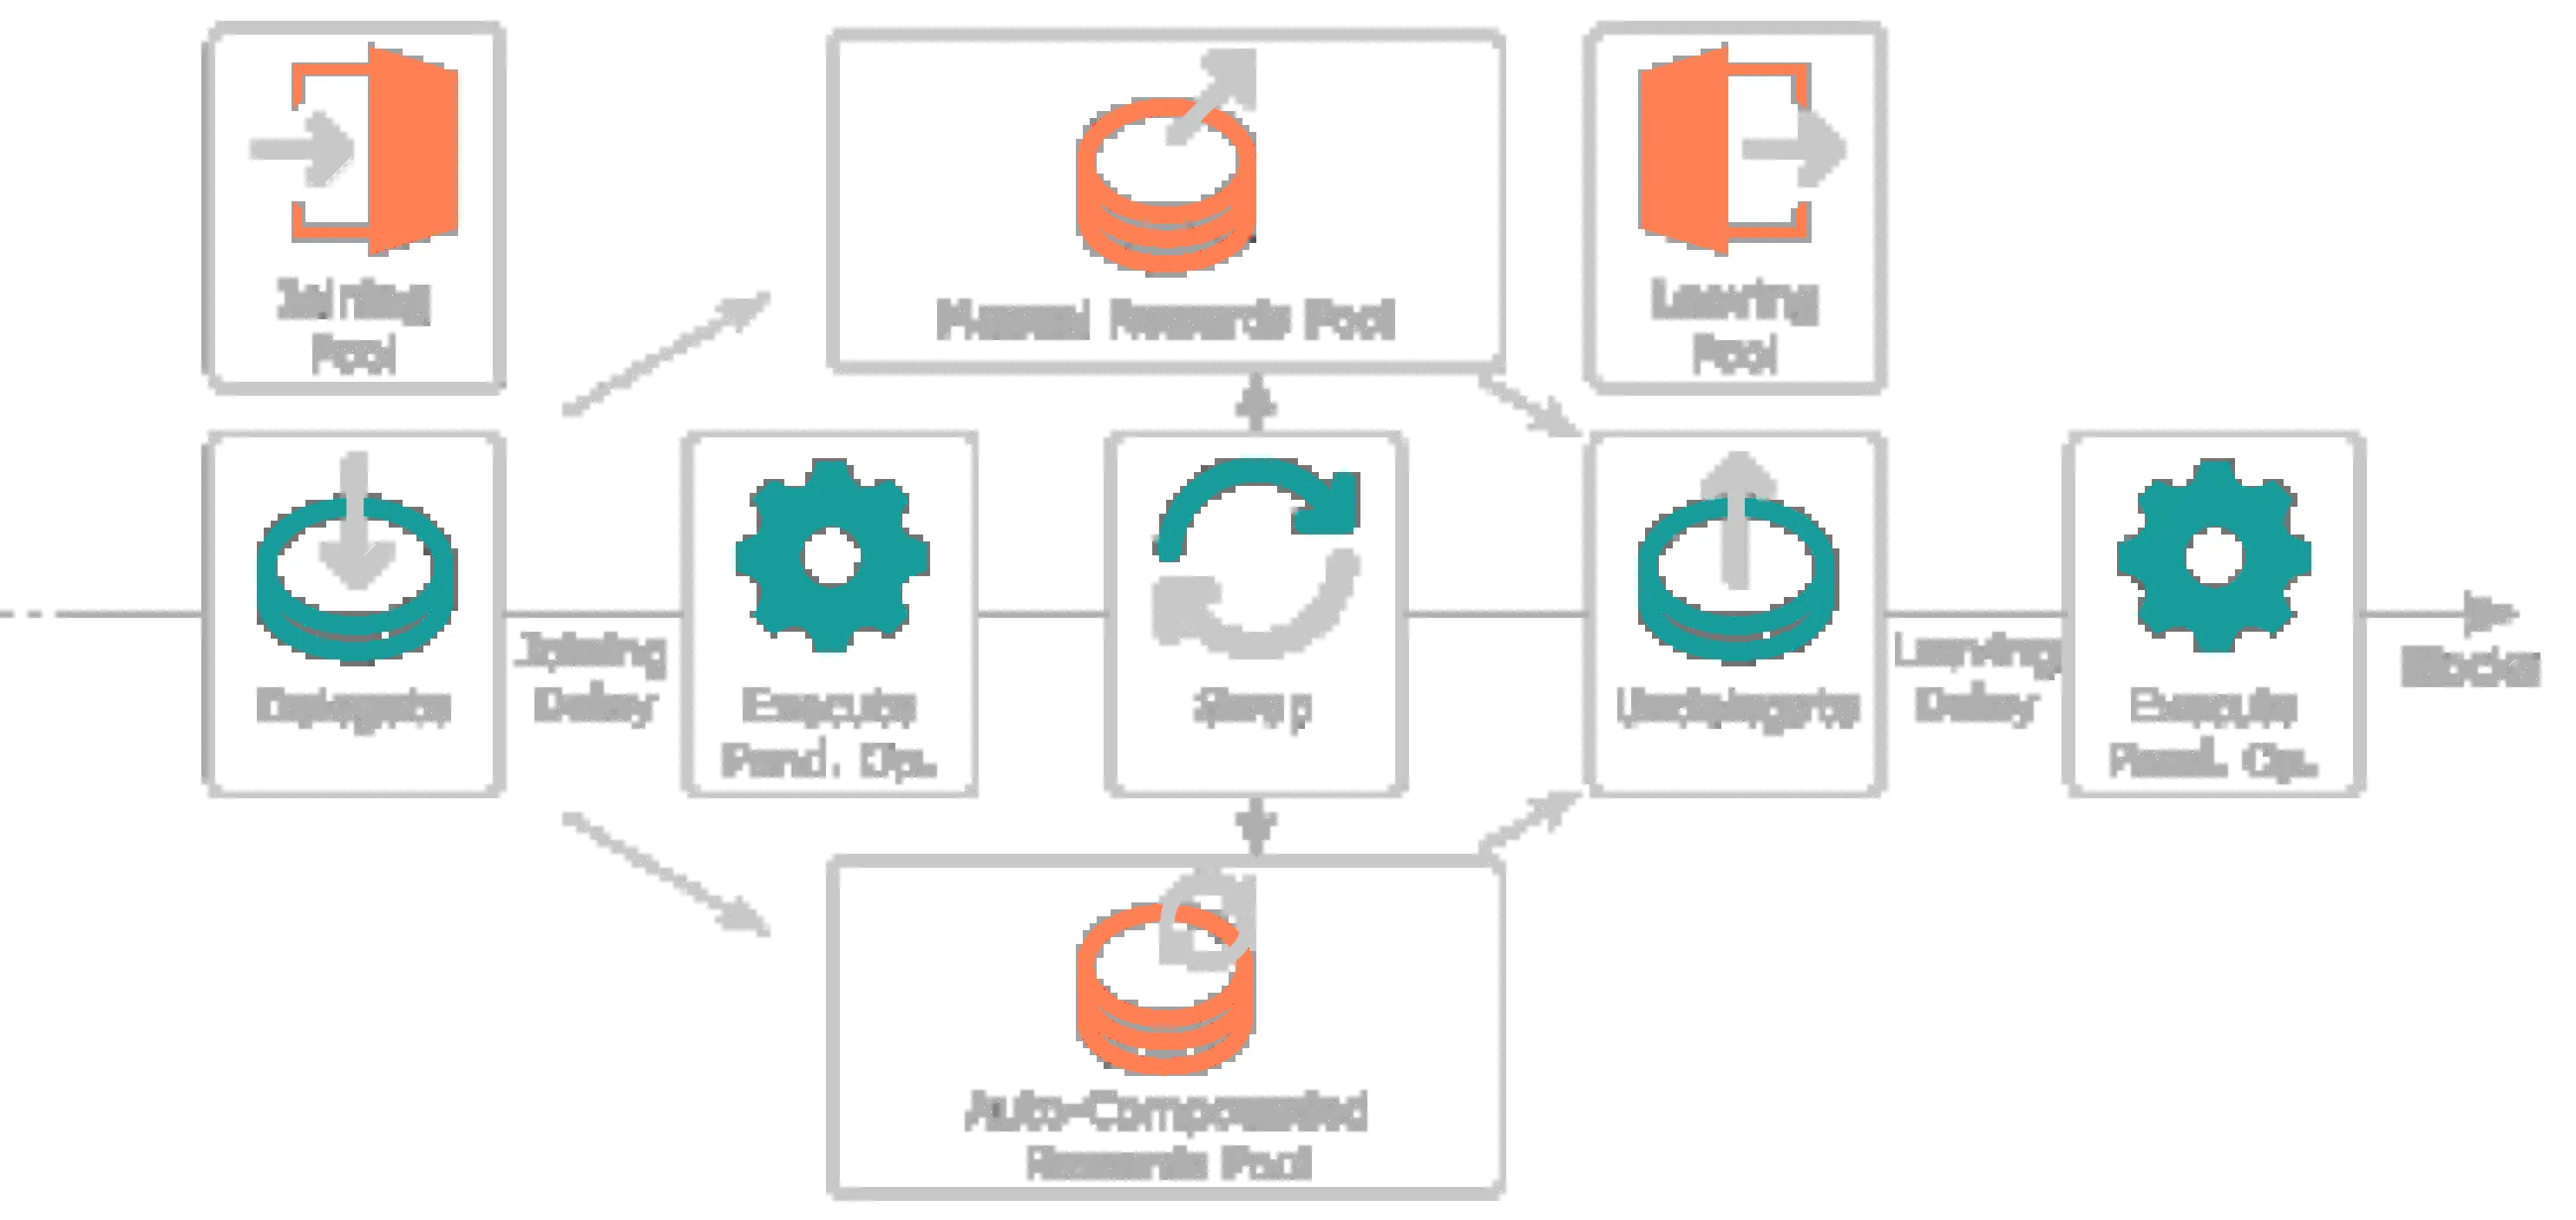 Joining
Pool
Manual Rewards Pool
Leaving
Pool
Delegate
Joining
Delay
Execute
Pend. Op.
Swap
Undelegate
Leaving
Delay
Execute
Pend. Op.
Blocks
Auto-Compounded
Rewards Pool